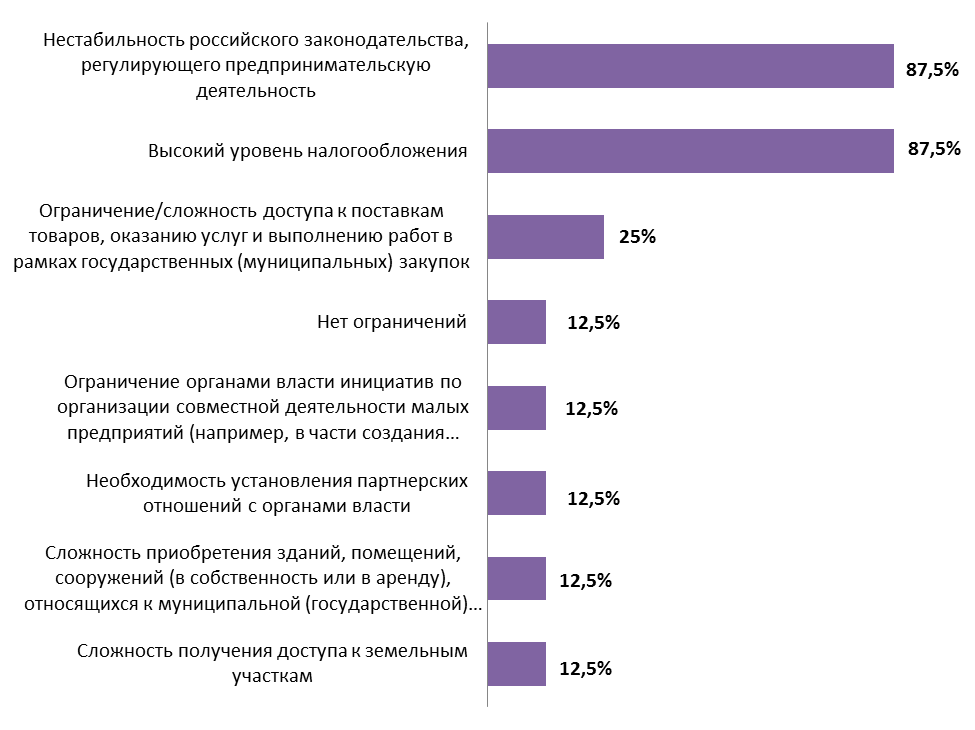 Нестабильность российского законодательства,
регулирующего предпринимательскую
деятельность
87,5%
Высокий уровень налогообложения
87,5%
Ограничение/сложность доступа к поставкам
товаров, оказанию услуг и выполнению работ в
рамках государственных (муниципальных) закупок
25%
Нет ограничений
12,5%
Ограничение органами власти инициатив по
организации совместной деятельности малых
предприятий (например, в части создания...
12,5%
Необходимость установления партнерских
отношений с органами власти
12,5%
Сложность приобретения зданий, помещений,
сооружений (в собственность или в аренду),
относящихся к муниципальной (государственной)...
12,5%
Сложность получения доступа к земельным
участкам
12,5%